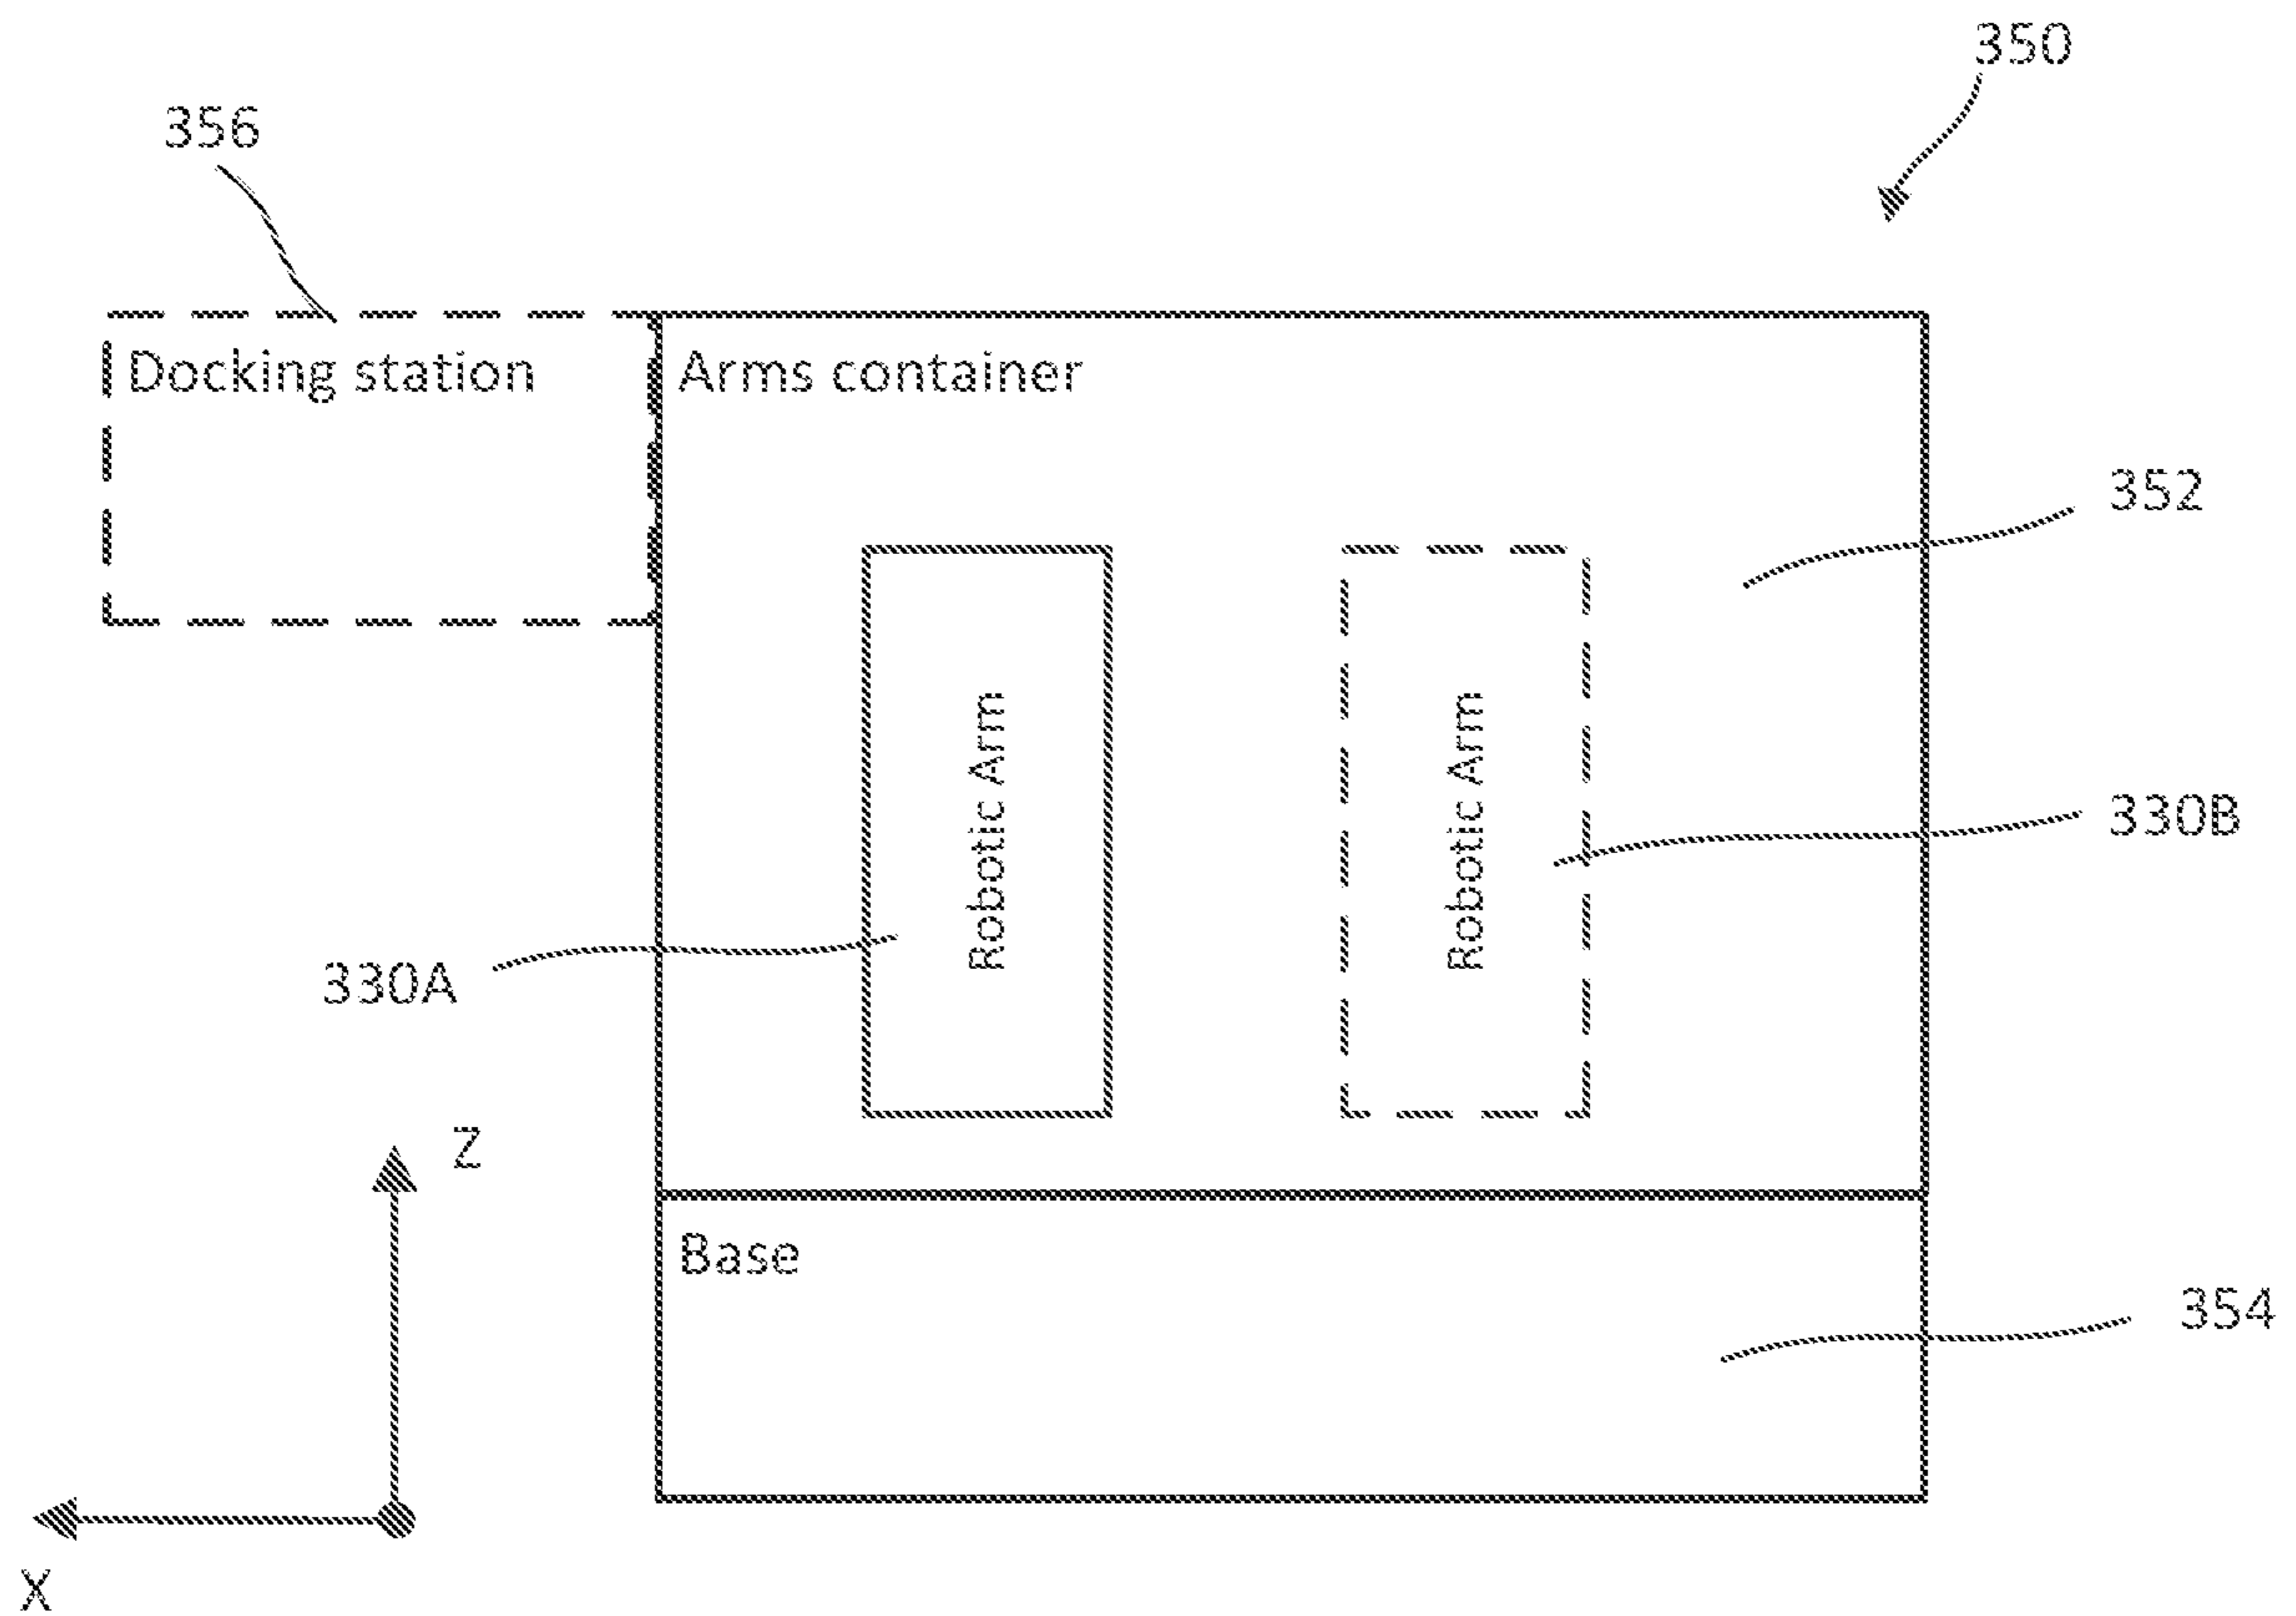 350
356
Docking station
Arms container
352
Robotic Arm
Robotic Arm
330B
330A
Z
Base
354
X